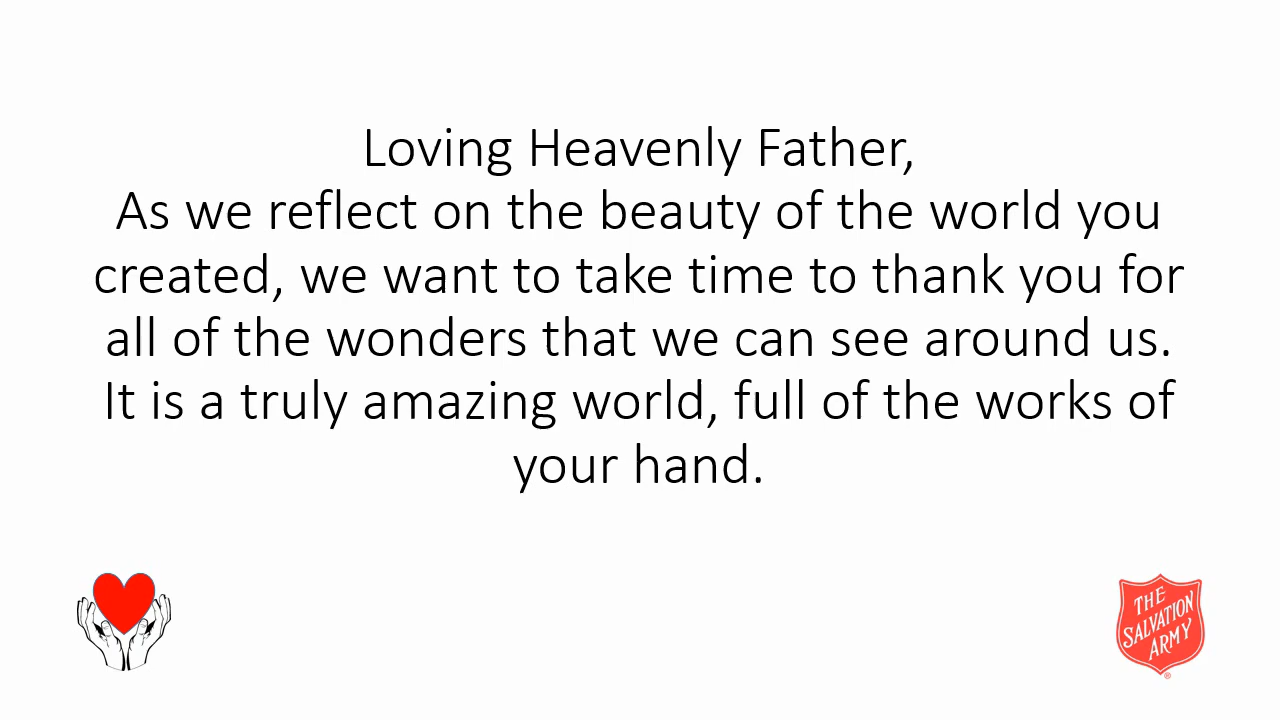 Loving Heavenly Father,
As we reflect on the beauty of the world you
created, we want to take time to thank you for
all of the wonders that we can see around us.
It is a truly amazing world, full of the works of
your hand.
THE
SALVATION
ARMY
®